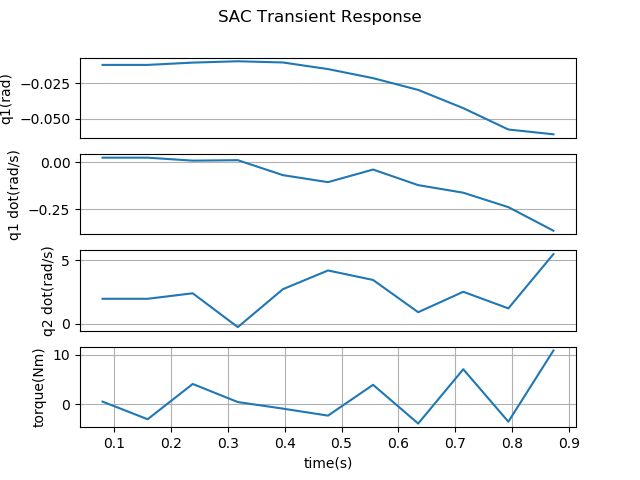 SAC Transient Response
q1(rad)
−0.025
−0.050
q1 dot(rad/s)
0.00
−0.25
q2 dot(rad/s)
5
0
torque(Nm)
10
0
0.1 0.2 0.3 0.4 0.5 0.6 0.7 0.8 0.9
time(s)